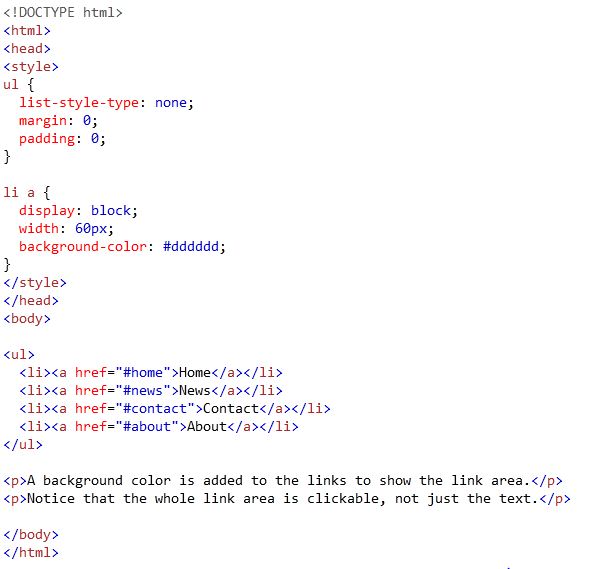 <!DOCTYPE html>
<html>
<head>
<style>
ul {
  list-style-type: none;
  margin: 0;
  padding: 0;
}

li a {
  display: block;
  width: 60px;
  background-color: #dddddd;
}
</style>
</head>
<body>

<ul>
  <li><a href="#home">Home</a></li>
  <li><a href="#news">News</a></li>
  <li><a href="#contact">Contact</a></li>
  <li><a href="#about">About</a></li>
</ul>

<p>A background color is added to the links to show the link area.</p>
<p>Notice that the whole link area is clickable, not just the text.</p>

</body>
</html>